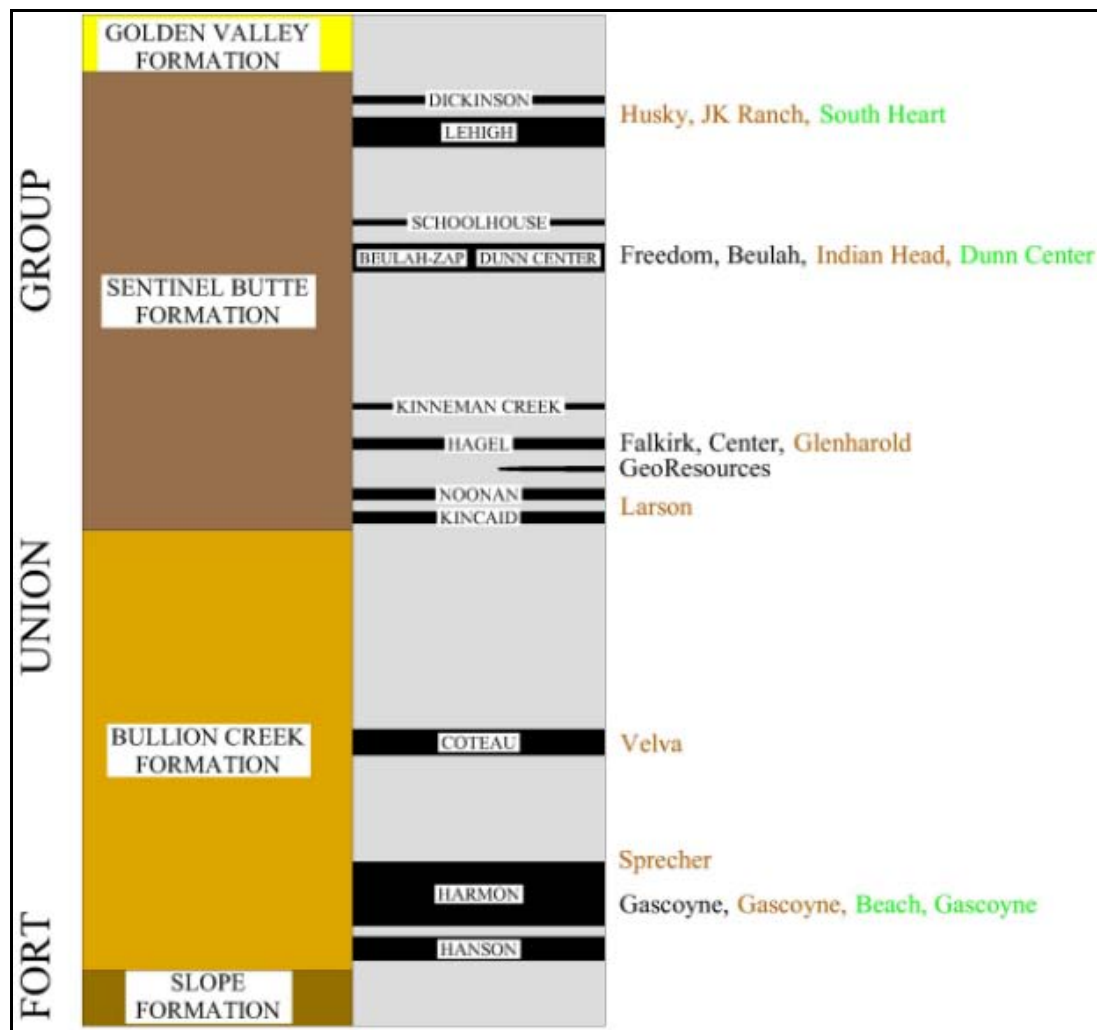 GOLDEN VALLEY
FORMATION
DICKINSON
Husky, JK Ranch, South Heart
LEHIGH
GROUP
SCHOOLHOUSE
BEULAH-ZAP DUNN CENTER
Freedom, Beulah, Indian Head, Dunn Center
SENTINEL BUTTE
FORMATION
KINNEMAN CREEK
HAGEL
Falkirk, Center, Glenharold
GeoResources
NOONAN
Larson
KINCAID
UNION
BULLION CREEK
FORMATION
COTEAU
Velva
Sprecher
HARMON
Gascoyne, Gascoyne, Beach, Gascoyne
HANSON
FORT
SLOPE
FORMATION